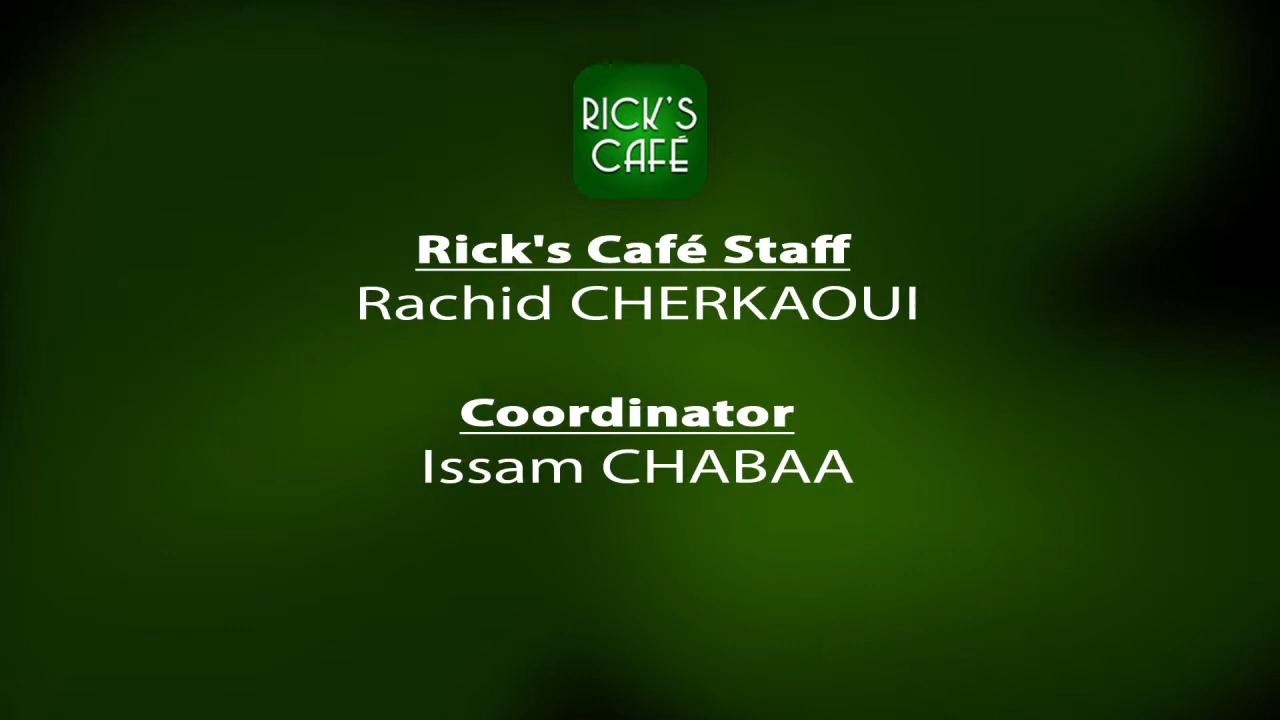 RICK'S
CAFÉ
Rick's Café Staff
Rachid CHERKAOUI
Coordinator
Issam CHABAA